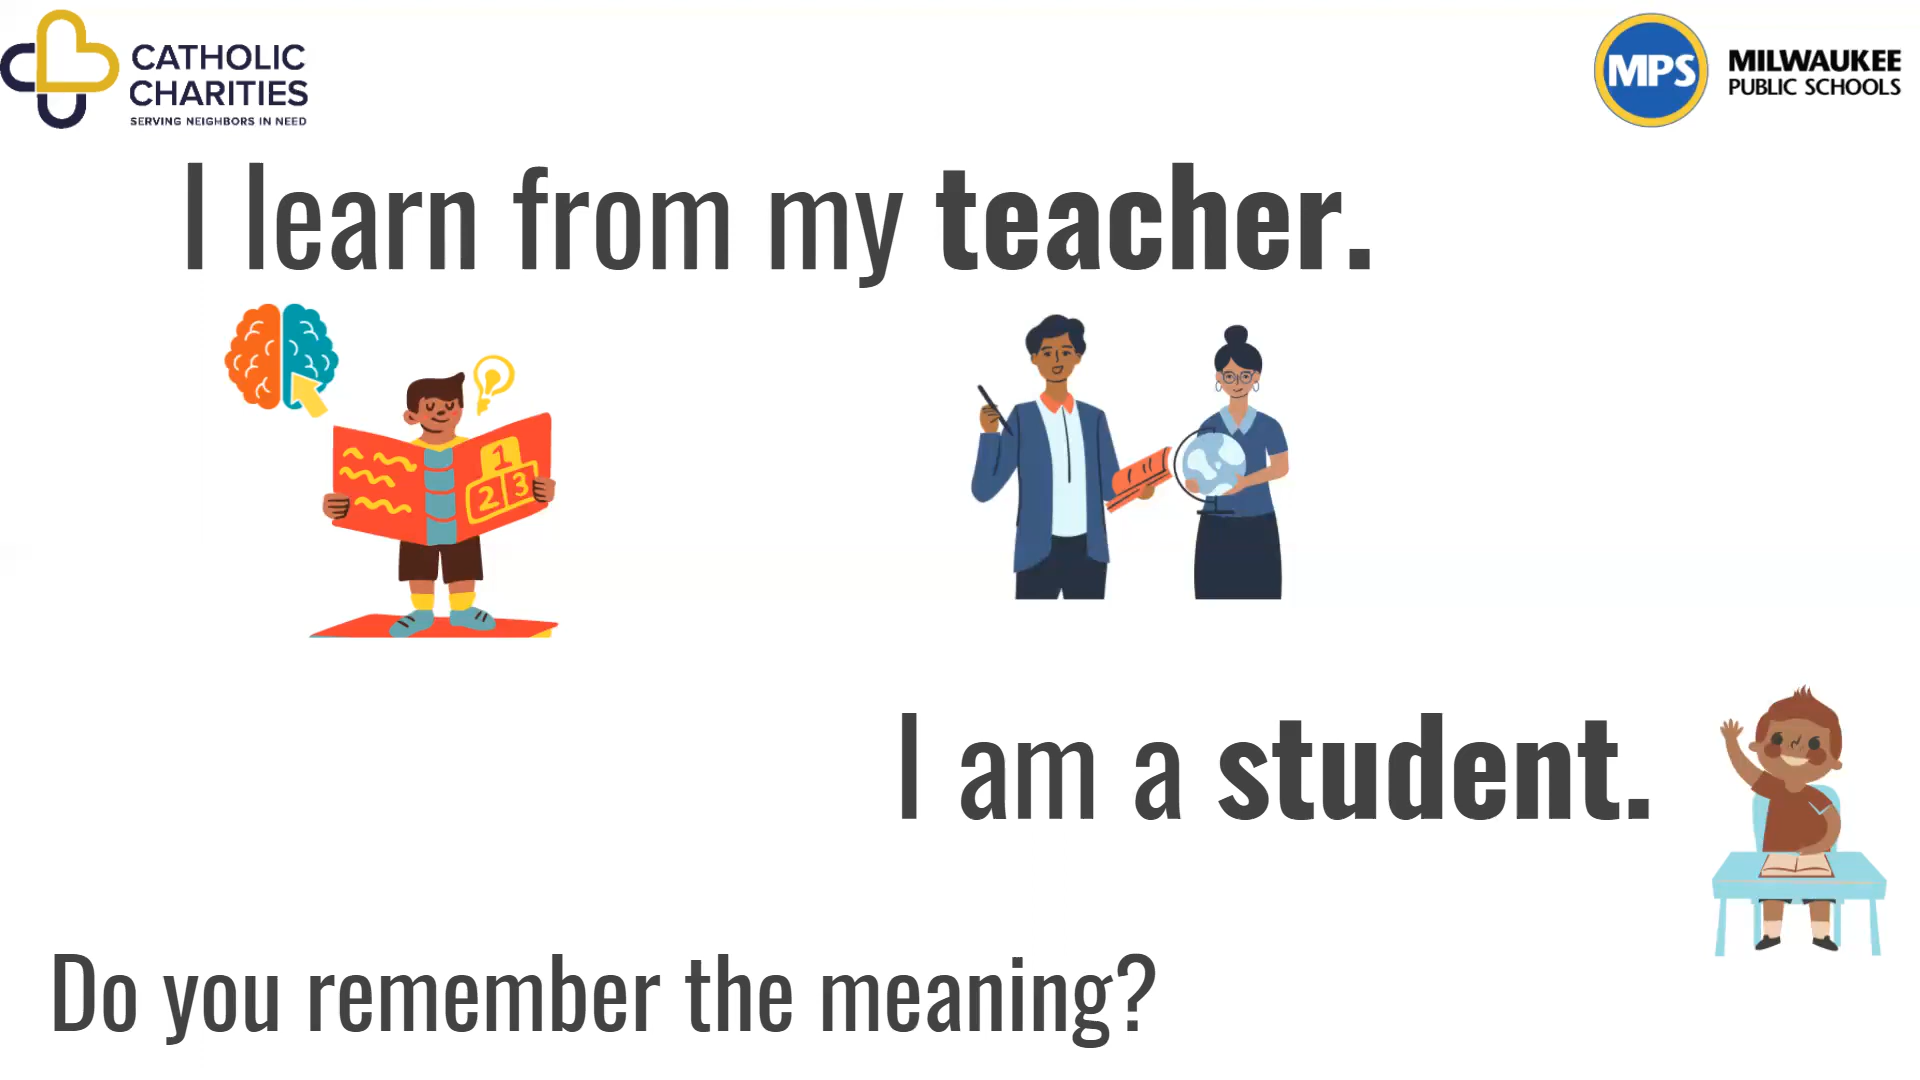 CATHOLIC
CHARITIES
SERVING NEIGHBORS IN NEED
MPS
MILWAUKEE
PUBLIC SCHOOLS
I learn from my teacher.
1
2 3
I am a student.
Do you remember the meaning?